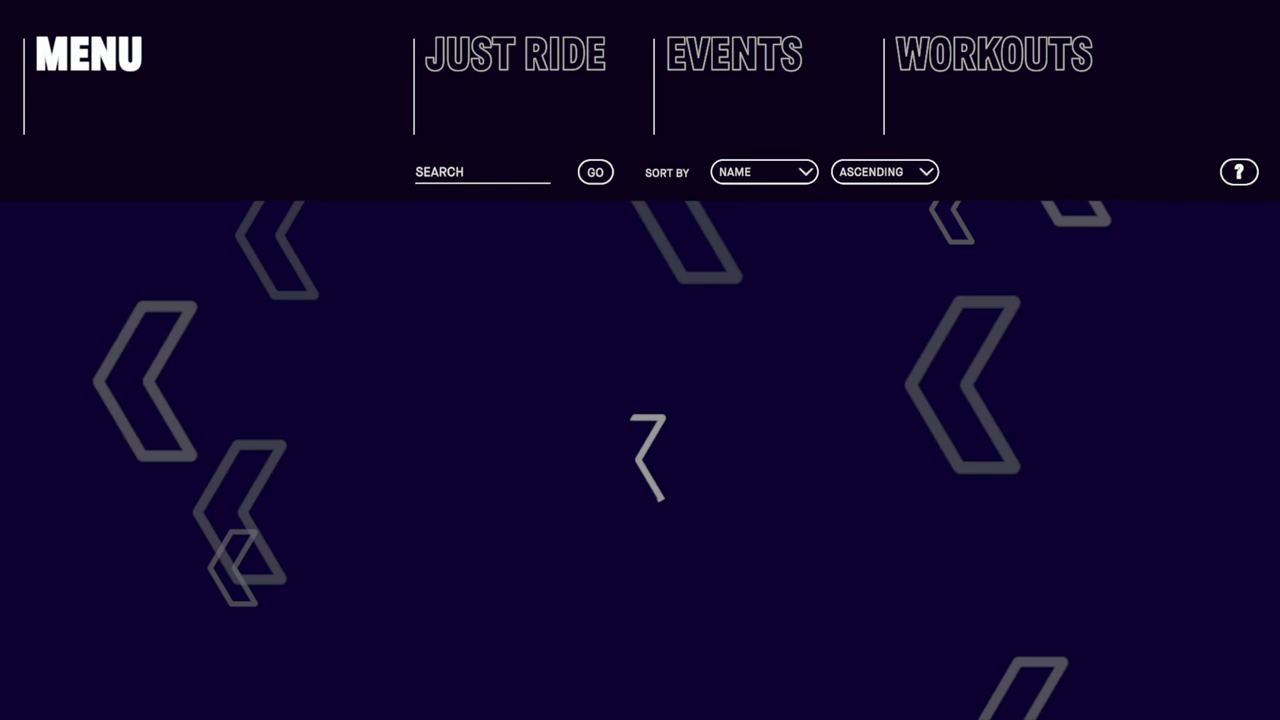 MENU
JUST RIDE
EVENTS
WORKOUTS
SEARCH
GO
SORT BY
NAME
ASCENDING
?